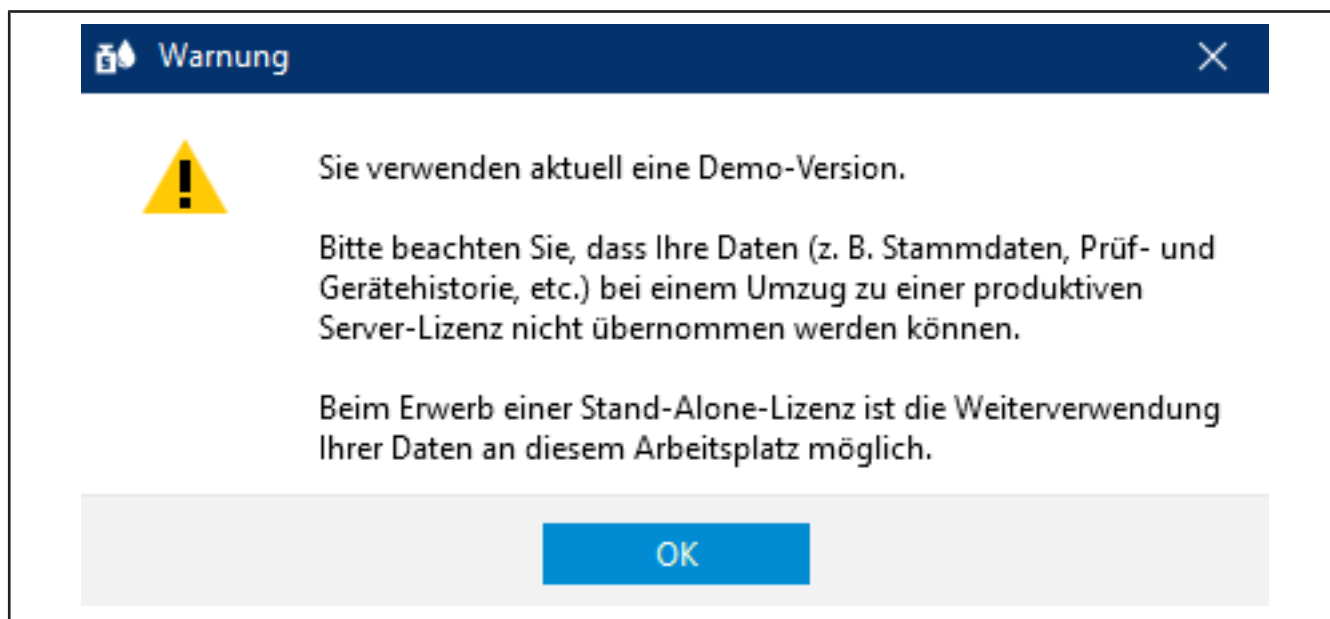 Warnung
Sie verwenden aktuell eine Demo-Version.
Bitte beachten Sie, dass Ihre Daten (z. B. Stammdaten, Prüf- und
Gerätehistorie, etc.) bei einem Umzug zu einer produktiven
Server-Lizenz nicht übernommen werden können.
Beim Erwerb einer Stand-Alone-Lizenz ist die Weiterverwendung
Ihrer Daten an diesem Arbeitsplatz möglich.
OK